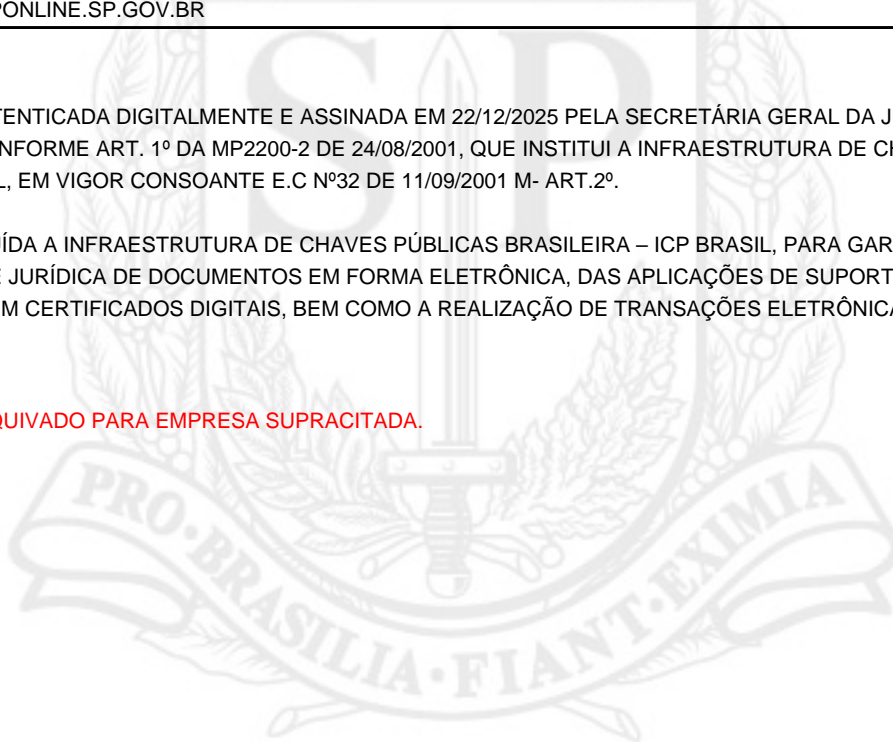 PONLINE.SP.GOV.BR
TENTICADA DIGITALMENTE E ASSINADA EM 22/12/2025 PELA SECRETÁRIA GERAL DA J
NFORME ART. 1º DA MP2200-2 DE 24/08/2001, QUE INSTITUI A INFRAESTRUTURA DE CH
L, EM VIGOR CONSOANTE E.C Nº32 DE 11/09/2001 M- ART.2º.
ÍDA A INFRAESTRUTURA DE CHAVES PÚBLICAS BRASILEIRA – ICP BRASIL, PARA GAR
E JURÍDICA DE DOCUMENTOS EM FORMA ELETRÔNICA, DAS APLICAÇÕES DE SUPORT
M CERTIFICADOS DIGITAIS, BEM COMO A REALIZAÇÃO DE TRANSAÇÕES ELETRÔNICA
QUIVADO PARA EMPRESA SUPRACITADA.
SP
PRO·BRASILIA·FIANT·EXIMIA